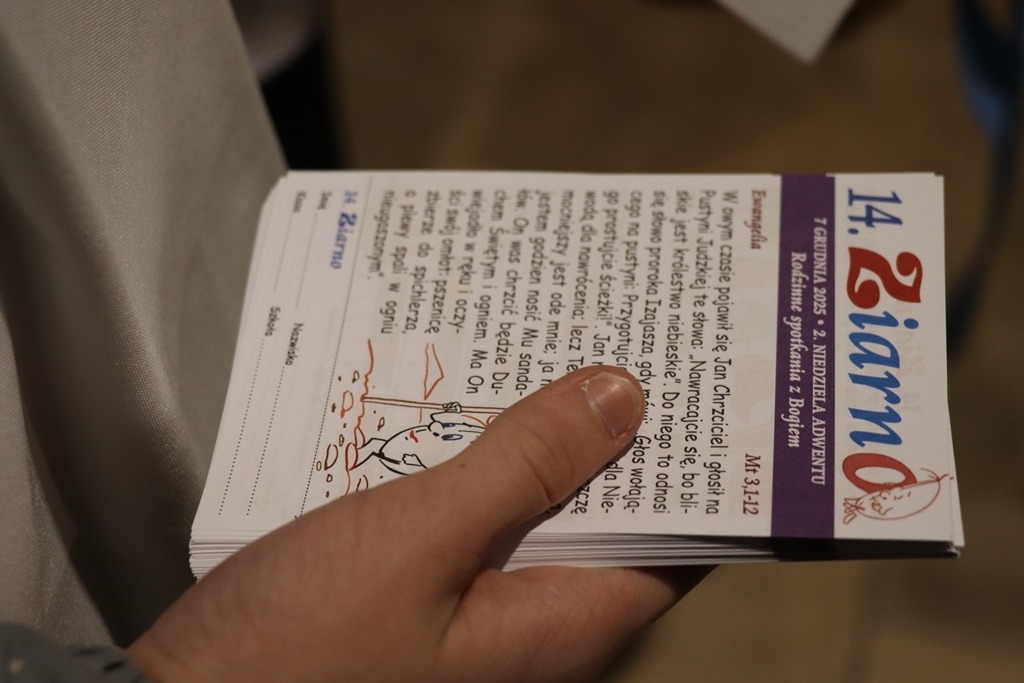 14. Ziarno
7 GRUDNIA 2025 • 2. NIEDZIELA ADWENTU
Rodzinne spotkania z Bogiem
Ewangelia Mt 3,1-12
W owym czasie pojawił się Jan Chrzciciel i głosił na
Pustyni Judzkiej te słowa: „Nawracajcie się, bo bli-
skie jest królestwo niebieskie". Do niego to odnosi
się słowo proroka Izajasza, gdy mówi: Głos wołają-
cego na pustyni: Przygotujcie dla
go prostujcie ścieżki". Jan
wodą dla nawrócenia; lecz
mocniejszy jest ode mnie; ja
jestem godzien nosić Mu sanda-
łów. On was chrzcić będzie Du-
chem Świętym i ogniem. Ma On
wiejadło w ręku i oczy-
ści swój omłot: pszenicę
zbierze do spichlerza,
a plewy spali w ogniu
nieugaszonym".
14. Ziarno
Imię Nazwisko
Klasa Szkoła